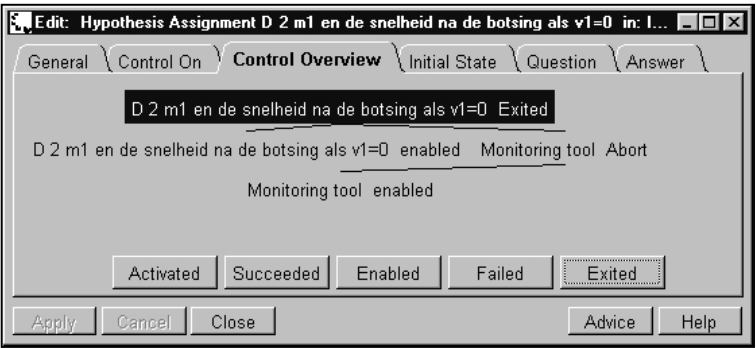 Edit: Hypothesis Assignment D 2 m1 en de snelheid na de botsing als v1=0 in: I...
General Control On Control Overview Initial State Question Answer
D 2 m1 en de snelheid na de botsing als v1=0 Exited
D 2 m1 en de snelheid na de botsing als v1=0 enabled Monitoring tool Abort
Monitoring tool enabled
Activated Succeeded Enabled Failed Exited
Apply Cancel Close Advice Help